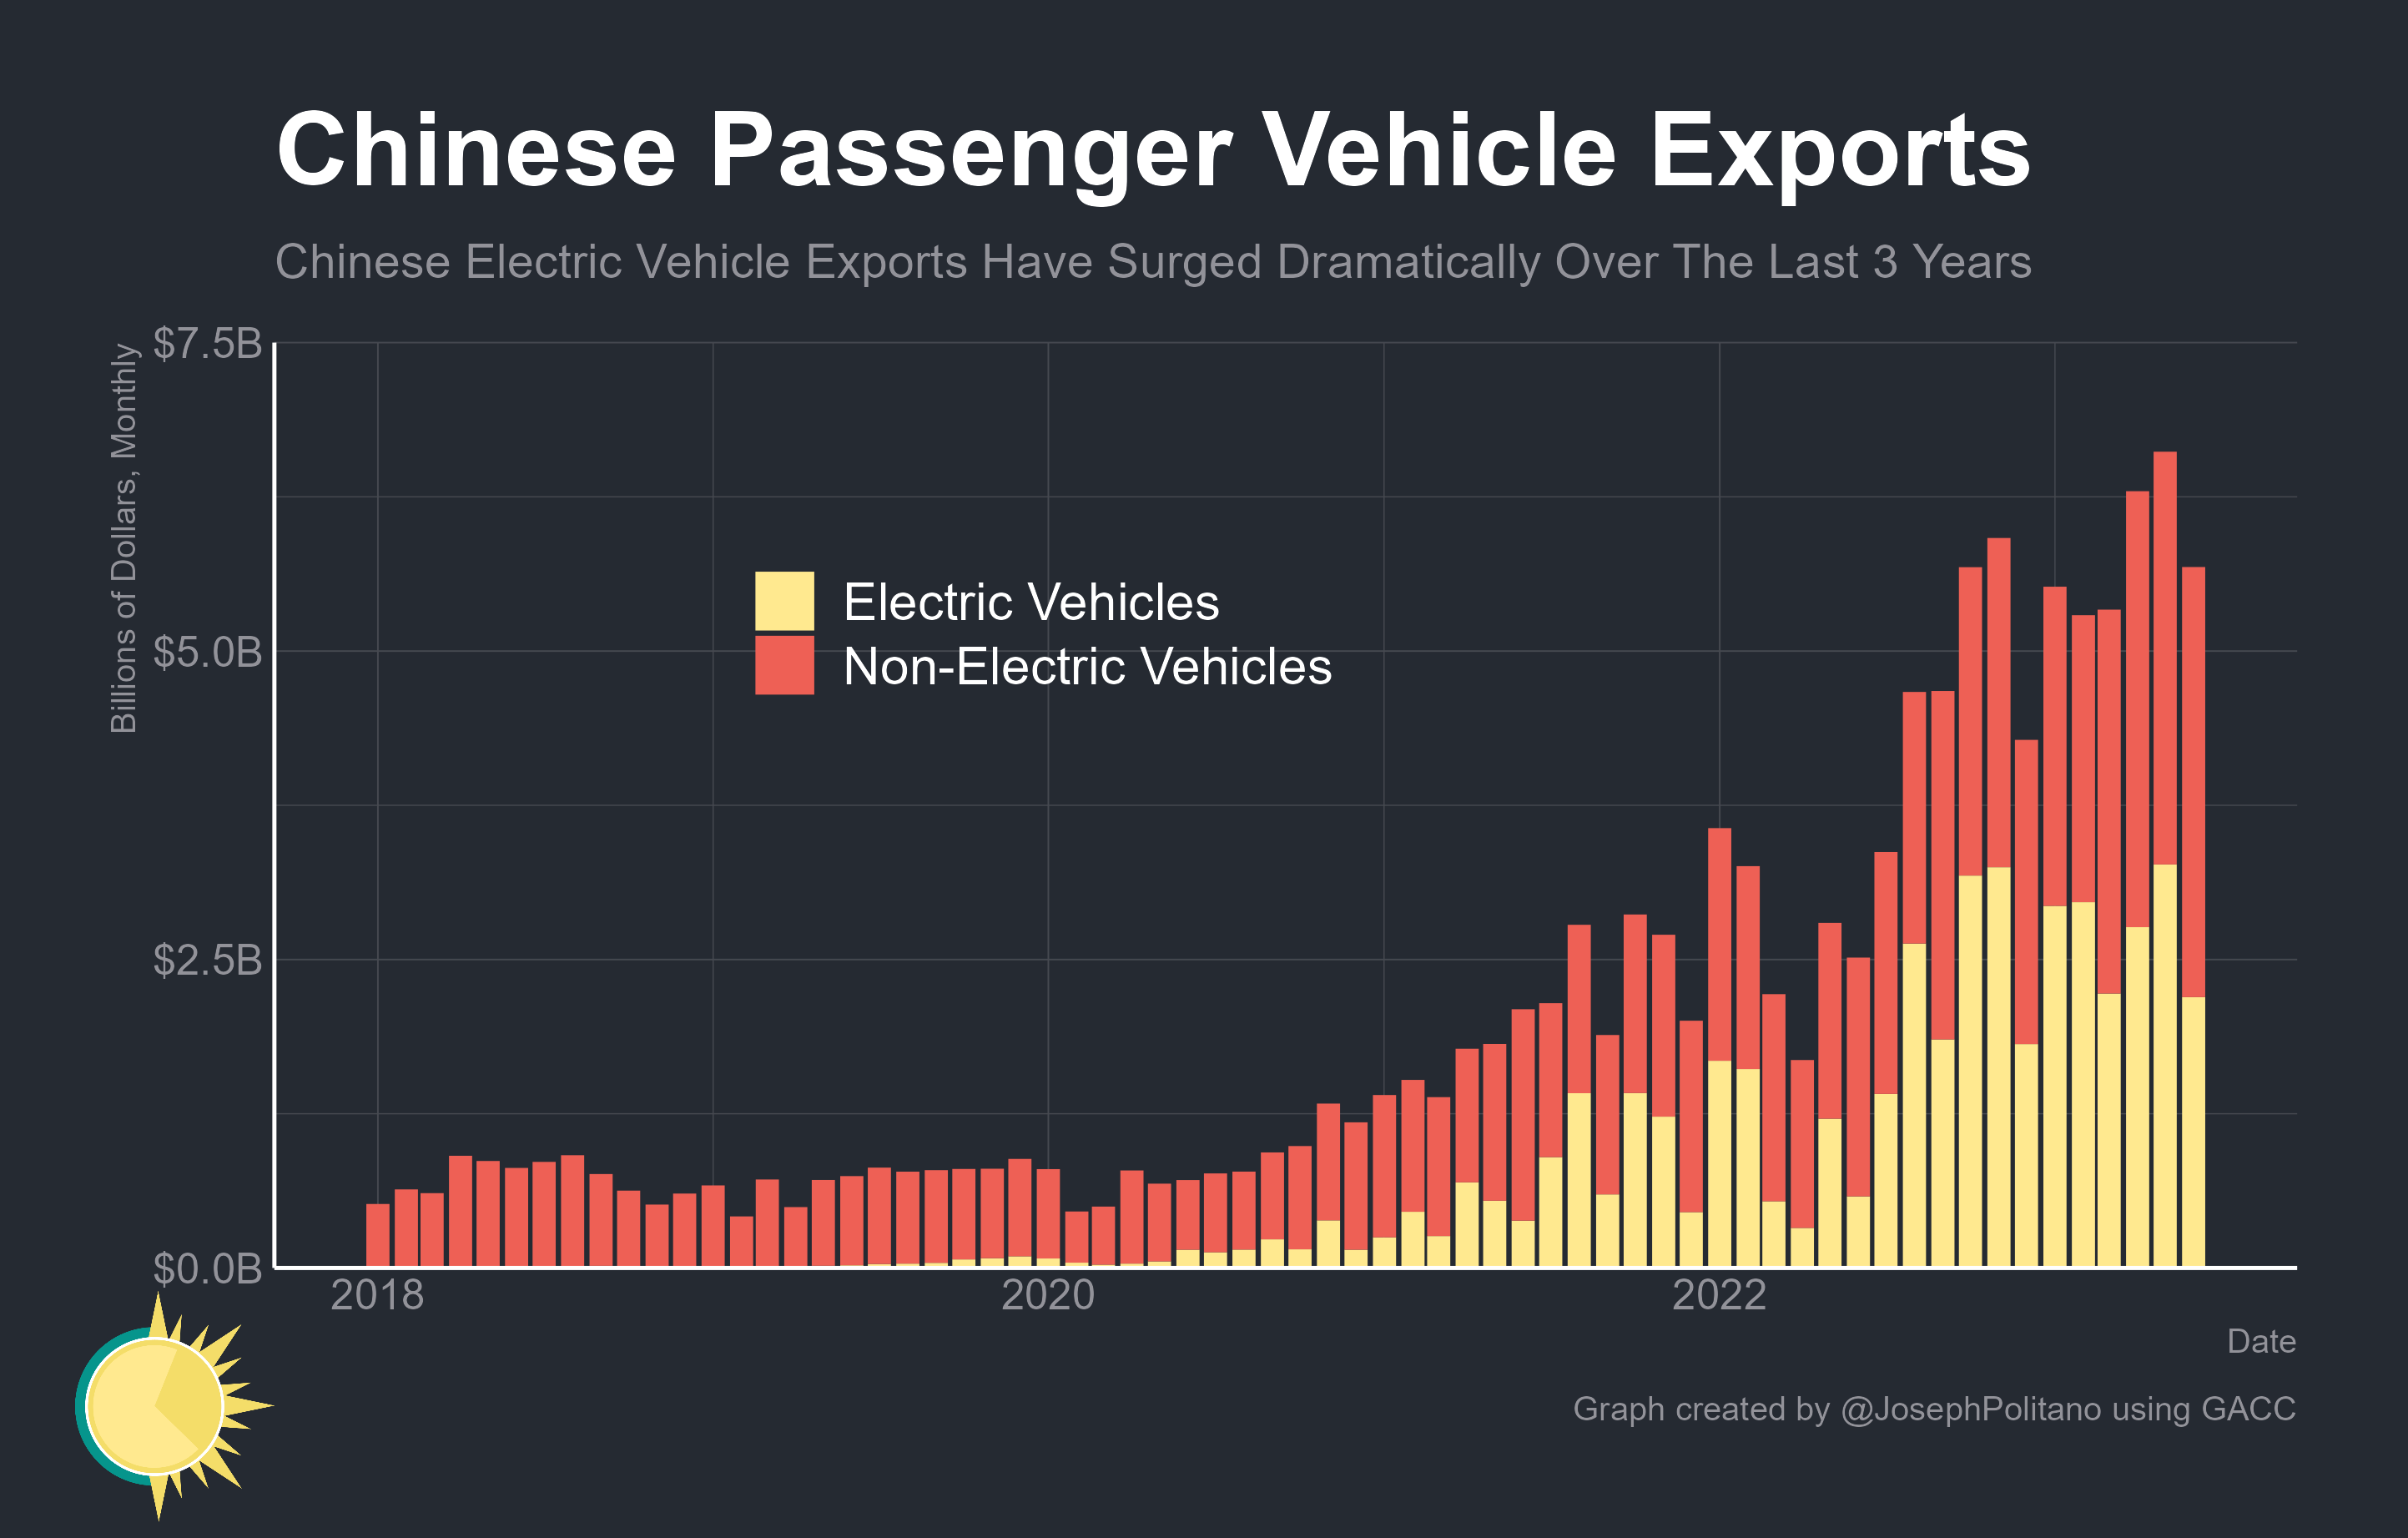 Chinese Passenger Vehicle Exports
Chinese Electric Vehicle Exports Have Surged Dramatically Over The Last 3 Years
Billions of Dollars, Monthly
$7.5B
$5.0B
$2.5B
$0.0B
Electric Vehicles
Non-Electric Vehicles
2018
2020
2022
Date
Graph created by @JosephPolitano using GACC